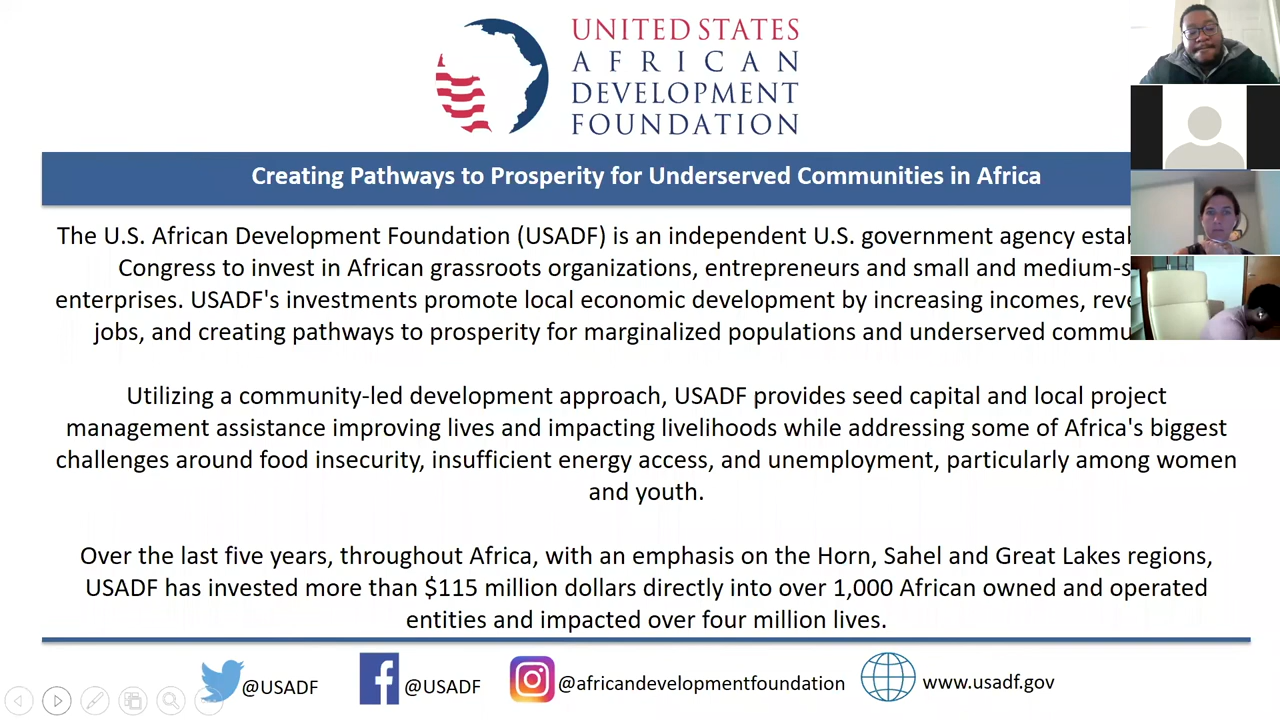 UNITED STATES
AFRICAN
DEVELOPMENT
FOUNDATION
Creating Pathways to Prosperity for Underserved Communities in Africa
The U.S. African Development Foundation (USADF) is an independent U.S. government agency
Congress to invest in African grassroots organizations, entrepreneurs and small and
enterprises. USADF's investments promote local economic development by increasing incomes,
jobs, and creating pathways to prosperity for marginalized populations and underserved
Utilizing a community-led development approach, USADF provides seed capital and local project
management assistance improving lives and impacting livelihoods while addressing some of Africa's biggest
challenges around food insecurity, insufficient energy access, and unemployment, particularly among women
and youth.
Over the last five years, throughout Africa, with an emphasis on the Horn, Sahel and Great Lakes regions,
USADF has invested more than $115 million dollars directly into over 1,000 African owned and operated
entities and impacted over four million lives.
@USADF
@USADF
@africandevelopmentfoundation
www.usadf.gov